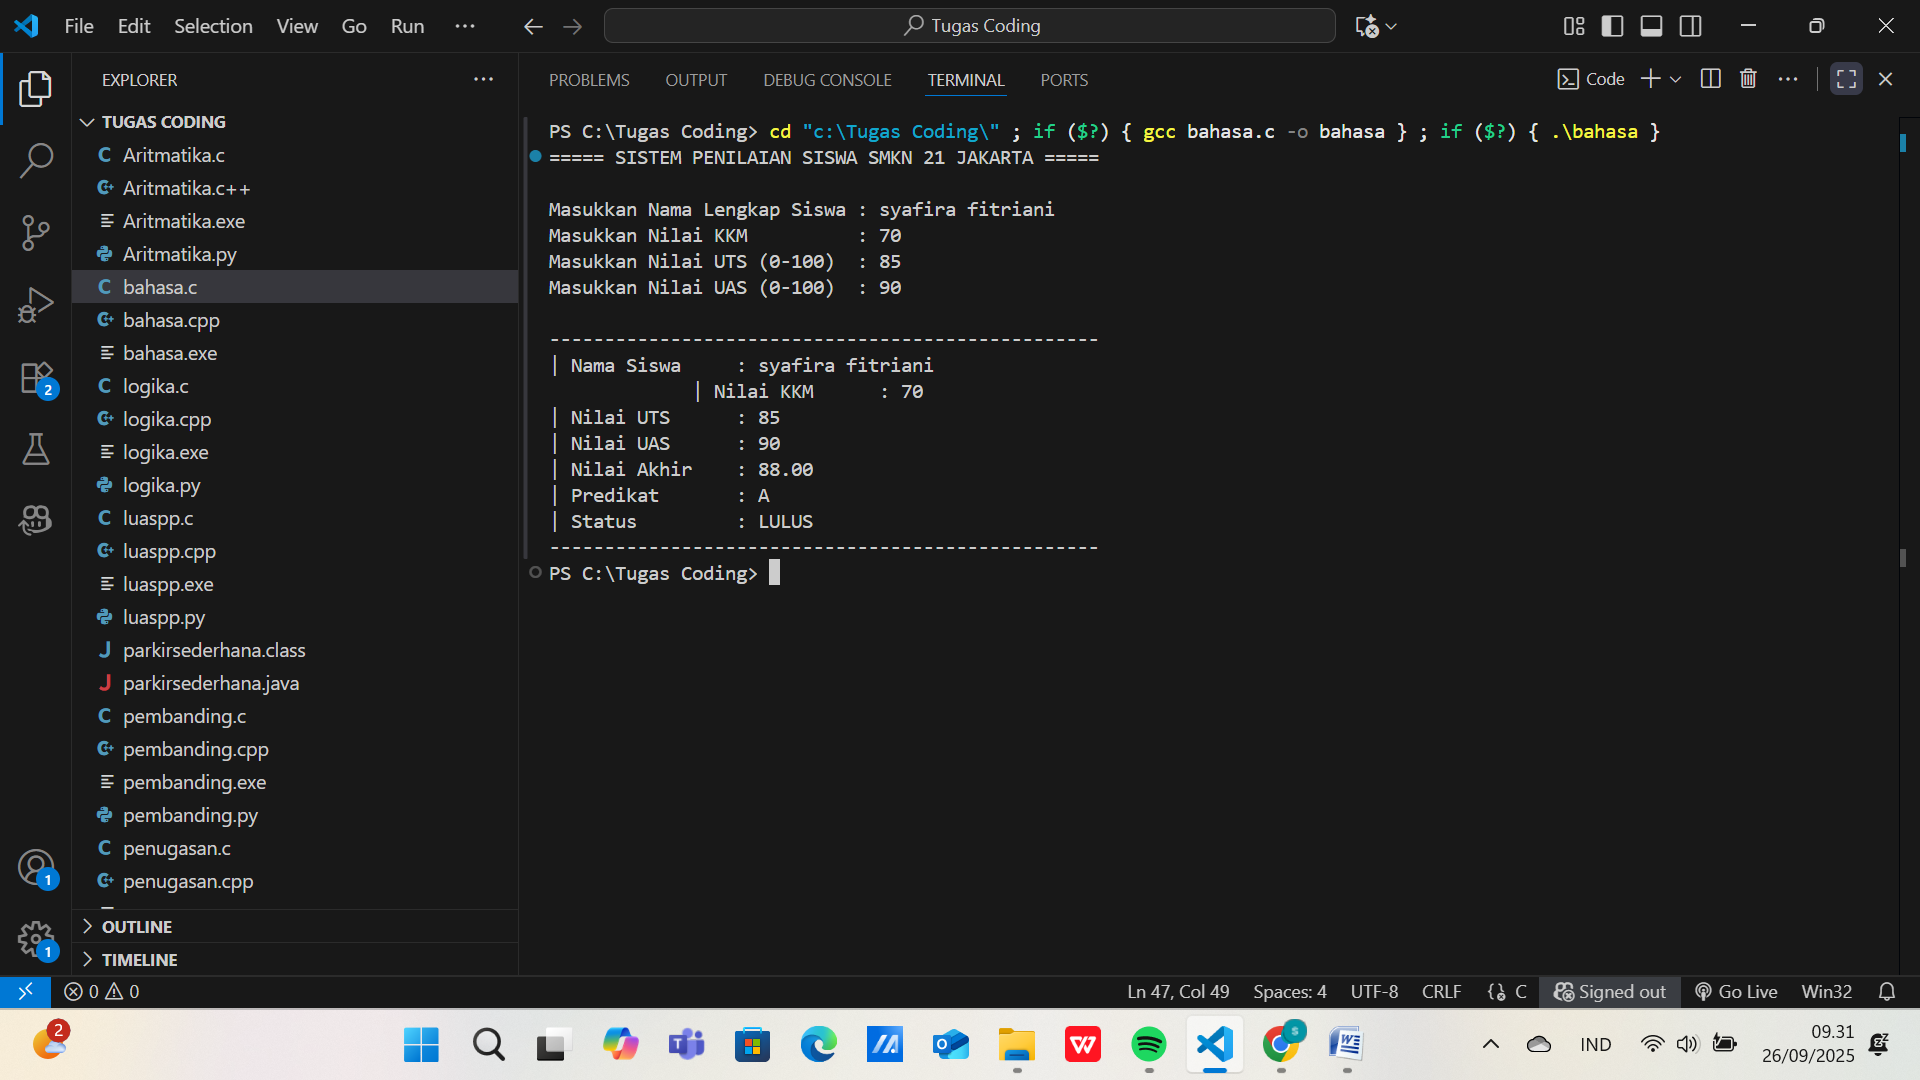 File Edit Selection View Go Run ··· Tugas Coding
EXPLORER ···
TUGAS CODING
Aritmatika.c
Aritmatika.c++
Aritmatika.exe
Aritmatika.py
bahasa.c
bahasa.cpp
bahasa.exe
logika.c
logika.cpp
logika.exe
logika.py
luaspp.c
luaspp.cpp
luaspp.exe
luaspp.py
parkirsederhana.class
parkirsederhana.java
pembanding.c
pembanding.cpp
pembanding.exe
pembanding.py
penugasan.c
penugasan.cpp
OUTLINE
TIMELINE
2
1
1
PROBLEMS OUTPUT DEBUG CONSOLE TERMINAL PORTS Code
PS C:\Tugas Coding> cd "c:\Tugas Coding\" ; if ($?) { gcc bahasa.c -o bahasa } ; if ($?) { .\bahasa }
===== SISTEM PENILAIAN SISWA SMKN 21 JAKARTA =====
Masukkan Nama Lengkap Siswa : syafira fitriani
Masukkan Nilai KKM : 70
Masukkan Nilai UTS (0-100) : 85
Masukkan Nilai UAS (0-100) : 90
--------------------------------------------------
| Nama Siswa : syafira fitriani
| Nilai KKM : 70
| Nilai UTS : 85
| Nilai UAS : 90
| Nilai Akhir : 88.00
| Predikat : A
| Status : LULUS
--------------------------------------------------
PS C:\Tugas Coding>
0 0 Ln 47, Col 49 Spaces: 4 UTF-8 CRLF {} C Signed out Go Live Win32
2 IND 09.31
26/09/2025